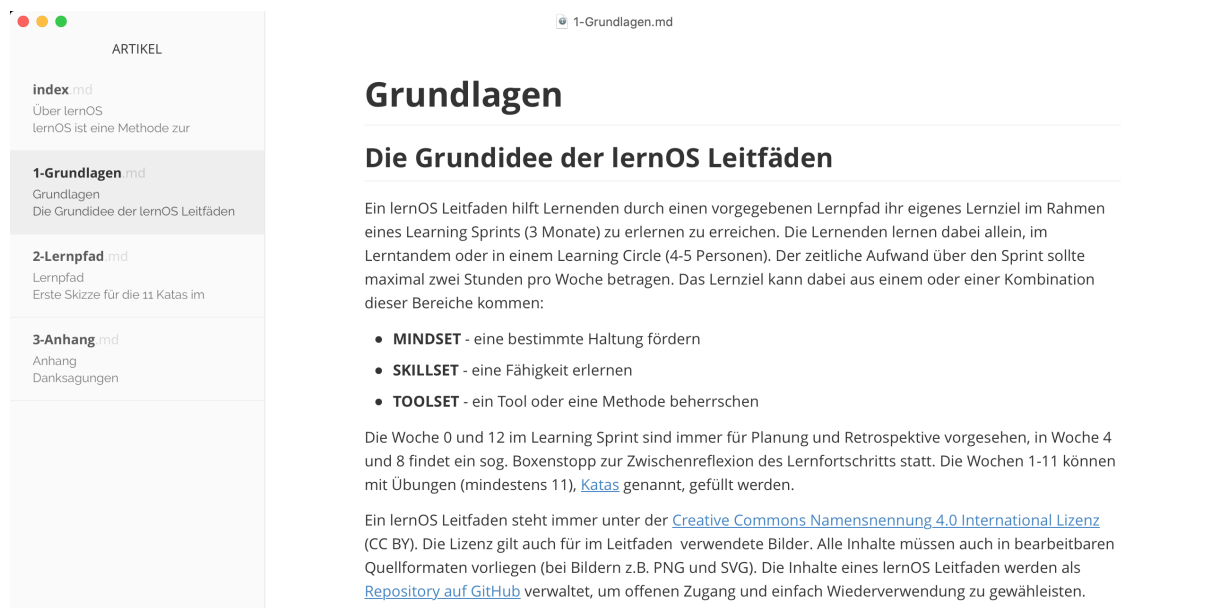 1-Grundlagen.md
ARTIKEL
index.md
Über lernOS
lernOS ist eine Methode zur
1-Grundlagen.md
Grundlagen
Die Grundidee der lernOS Leitfäden
2-Lernpfad.md
Lernpfad
Erste Skizze für die 11 Katas im
3-Anhang.md
Anhang
Danksagungen
Grundlagen
Die Grundidee der lernOS Leitfäden
Ein lernOS Leitfaden hilft Lernenden durch einen vorgegebenen Lernpfad ihr eigenes Lernziel im Rahmen
eines Learning Sprints (3 Monate) zu erlernen zu erreichen. Die Lernenden lernen dabei allein, im
Lerntandem oder in einem Learning Circle (4-5 Personen). Der zeitliche Aufwand über den Sprint sollte
maximal zwei Stunden pro Woche betragen. Das Lernziel kann dabei aus einem oder einer Kombination
dieser Bereiche kommen:
• MINDSET - eine bestimmte Haltung fördern
• SKILLSET - eine Fähigkeit erlernen
• TOOLSET - ein Tool oder eine Methode beherrschen
Die Woche 0 und 12 im Learning Sprint sind immer für Planung und Retrospektive vorgesehen, in Woche 4
und 8 findet ein sog. Boxenstopp zur Zwischenreflexion des Lernfortschritts statt. Die Wochen 1-11 können
mit Übungen (mindestens 11), Katas genannt, gefüllt werden.
Ein lernOS Leitfaden steht immer unter der Creative Commons Namensnennung 4.0 International Lizenz
(CC BY). Die Lizenz gilt auch für im Leitfaden verwendete Bilder. Alle Inhalte müssen auch in bearbeitbaren
Quellformaten vorliegen (bei Bildern z.B. PNG und SVG). Die Inhalte eines lernOS Leitfaden werden als
Repository auf GitHub verwaltet, um offenen Zugang und einfach Wiederverwendung zu gewähleisten.